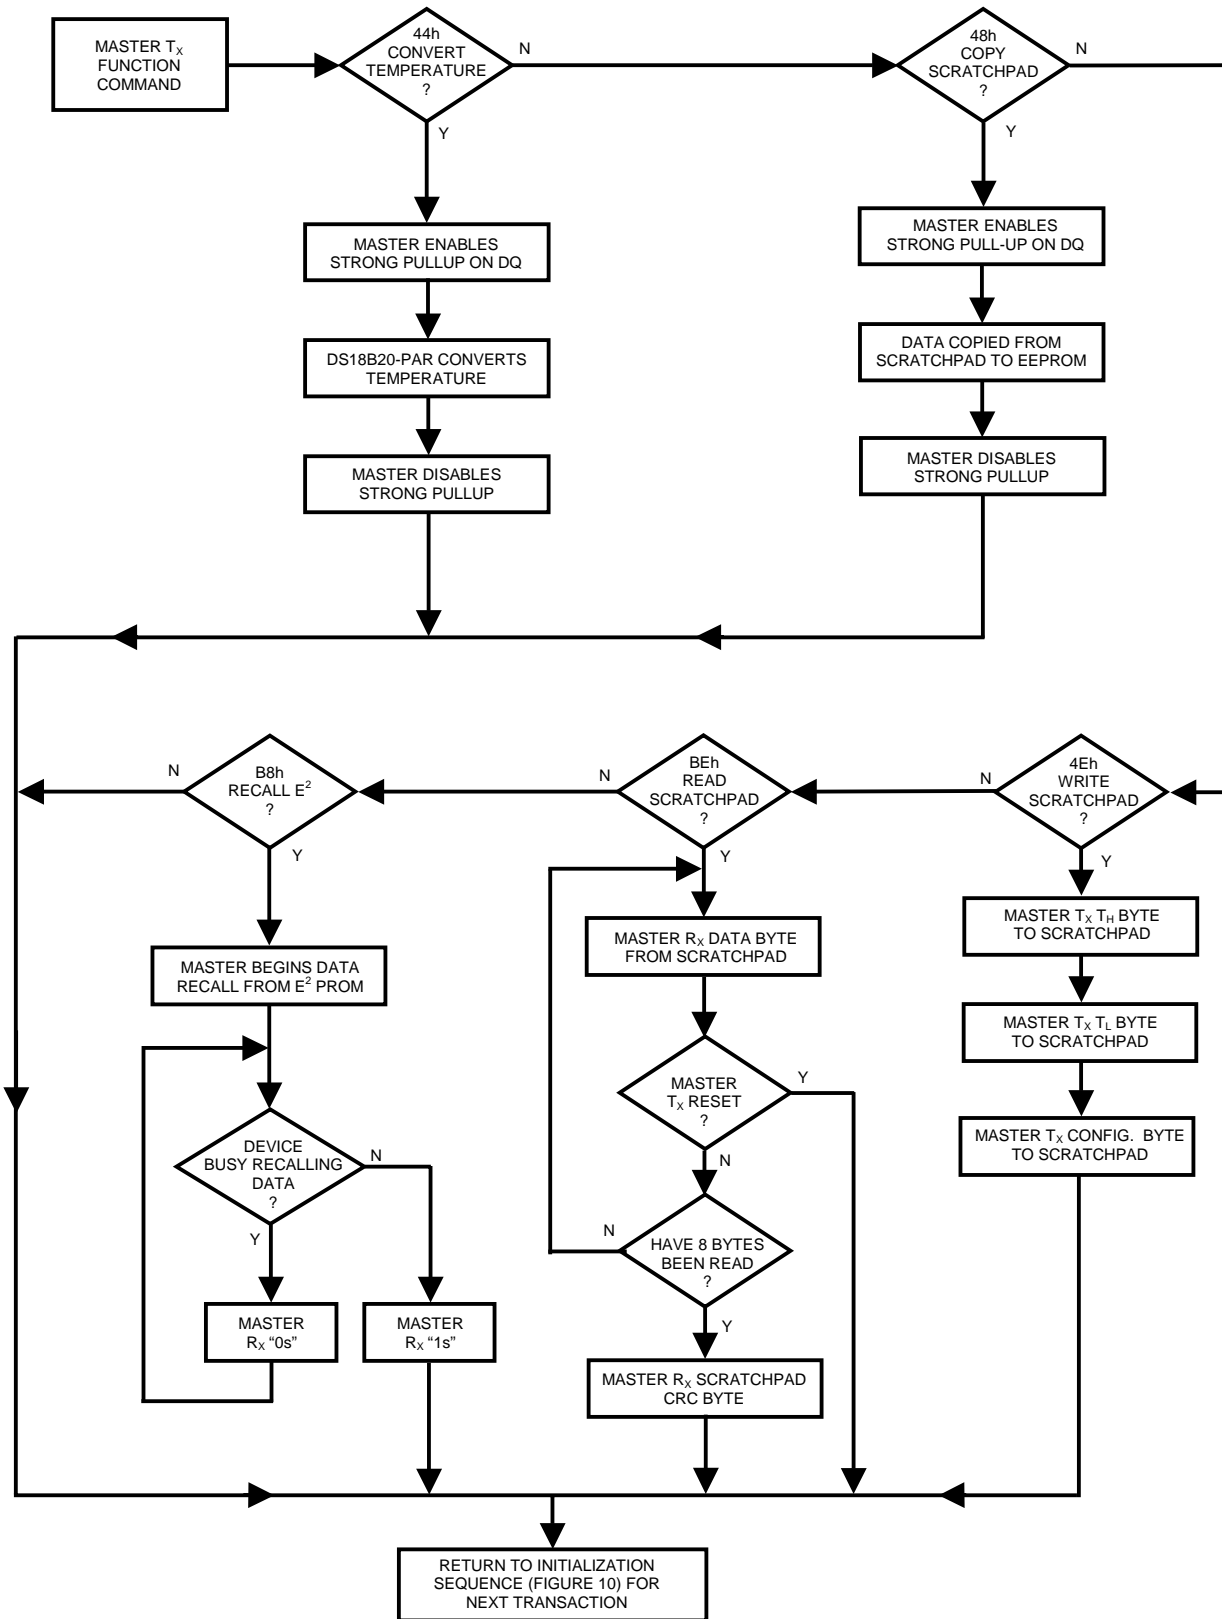 MASTER TX
FUNCTION
COMMAND
44h
CONVERT
TEMPERATURE
?
N
Y
48h
COPY
SCRATCHPAD
?
N
Y
MASTER ENABLES
STRONG PULLUP ON DQ
DS18B20-PAR CONVERTS
TEMPERATURE
MASTER DISABLES
STRONG PULLUP
MASTER ENABLES
STRONG PULL-UP ON DQ
DATA COPIED FROM
SCRATCHPAD TO EEPROM
MASTER DISABLES
STRONG PULLUP
N
B8h
RECALL E²
?
Y
N
BEh
READ
SCRATCHPAD
?
Y
N
4Eh
WRITE
SCRATCHPAD
?
Y
MASTER BEGINS DATA
RECALL FROM E² PROM
DEVICE
BUSY RECALLING
DATA
?
N
Y
MASTER
RX “0s”
MASTER
RX “1s”
MASTER RX DATA BYTE
FROM SCRATCHPAD
MASTER
TX RESET
?
Y
N
N
HAVE 8 BYTES
BEEN READ
?
Y
MASTER RX SCRATCHPAD
CRC BYTE
MASTER TX TH BYTE
TO SCRATCHPAD
MASTER TX TL BYTE
TO SCRATCHPAD
MASTER TX CONFIG. BYTE
TO SCRATCHPAD
RETURN TO INITIALIZATION
SEQUENCE (FIGURE 10) FOR
NEXT TRANSACTION